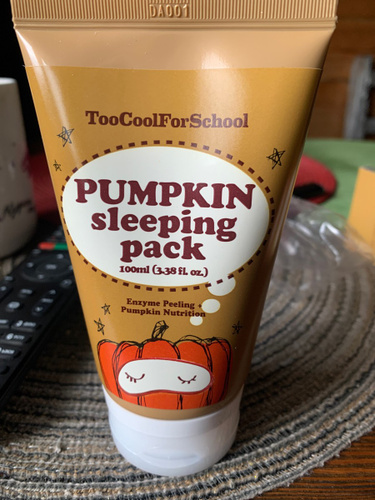 DA001
TooCoolForSchool
PUMPKIN
sleeping
pack
100ml (3.38 fl. oz.)
Enzyme Peeling +
Pumpkin Nutrition